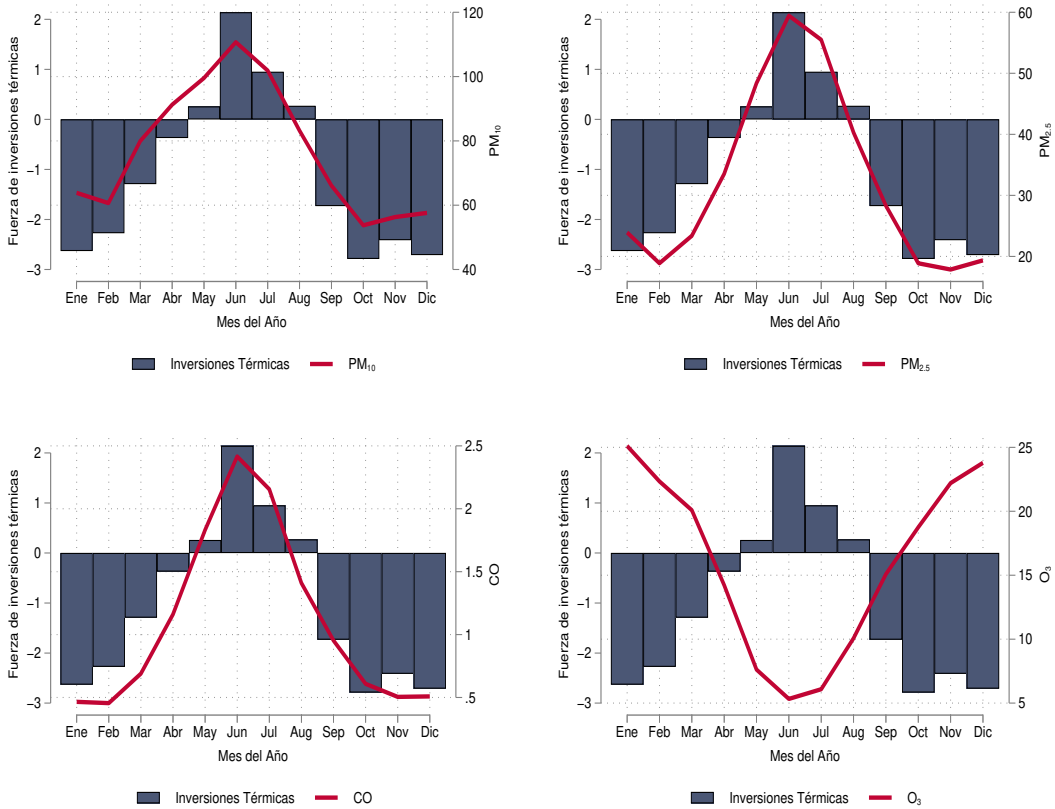 Fuerza de inversiones térmicas
2
1
0
−1
−2
−3
120
100
80
60
40
PM10
Ene Feb Mar Abr May Jun Jul Aug Sep Oct Nov Dic
Mes del Año
Inversiones Térmicas PM10
Fuerza de inversiones térmicas
2
1
0
−1
−2
−3
60
50
40
30
20
PM2.5
Ene Feb Mar Abr May Jun Jul Aug Sep Oct Nov Dic
Mes del Año
Inversiones Térmicas PM2.5
Fuerza de inversiones térmicas
2
1
0
−1
−2
−3
2.5
2
1.5
1
.5
CO
Ene Feb Mar Abr May Jun Jul Aug Sep Oct Nov Dic
Mes del Año
Inversiones Térmicas CO
Fuerza de inversiones térmicas
2
1
0
−1
−2
−3
25
20
15
10
5
O3
Ene Feb Mar Abr May Jun Jul Aug Sep Oct Nov Dic
Mes del Año
Inversiones Térmicas O3